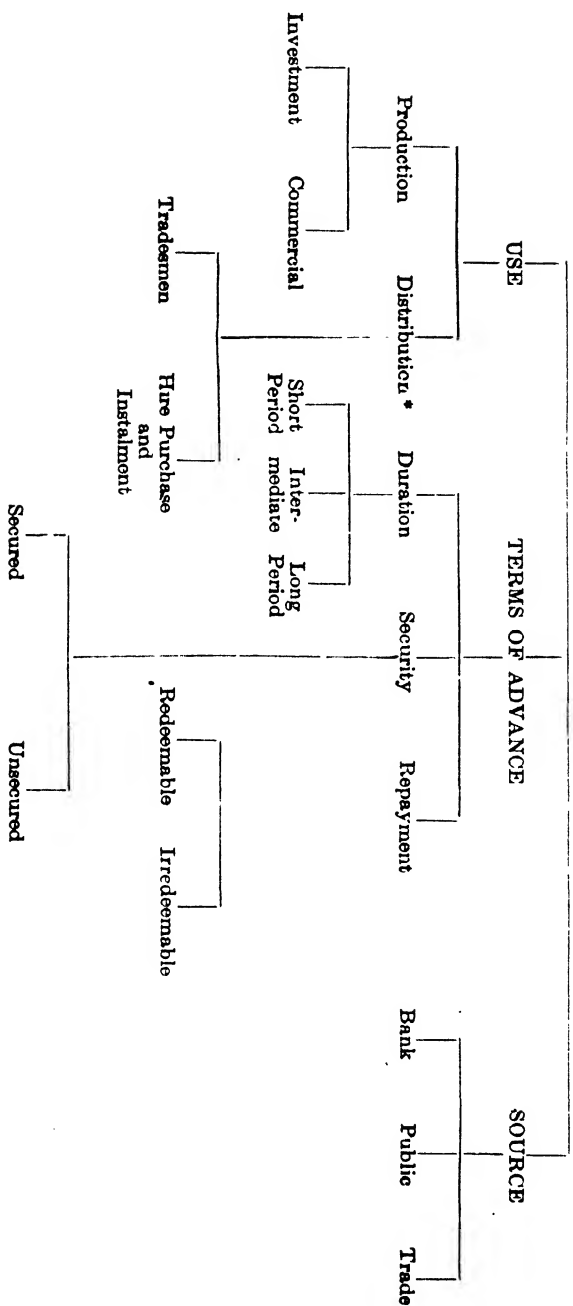 USE
TERMS OF ADVANCE
SOURCE
Production
Distribution *
Duration
Security
Repayment
Bank
Public
Trade
Investment
Commercial
Short
Period
Inter-
mediate
Long
Period
Tradesmen
Hire Purchase
and
Instalment
Redeemable
Irredeemable
Secured
Unsecured